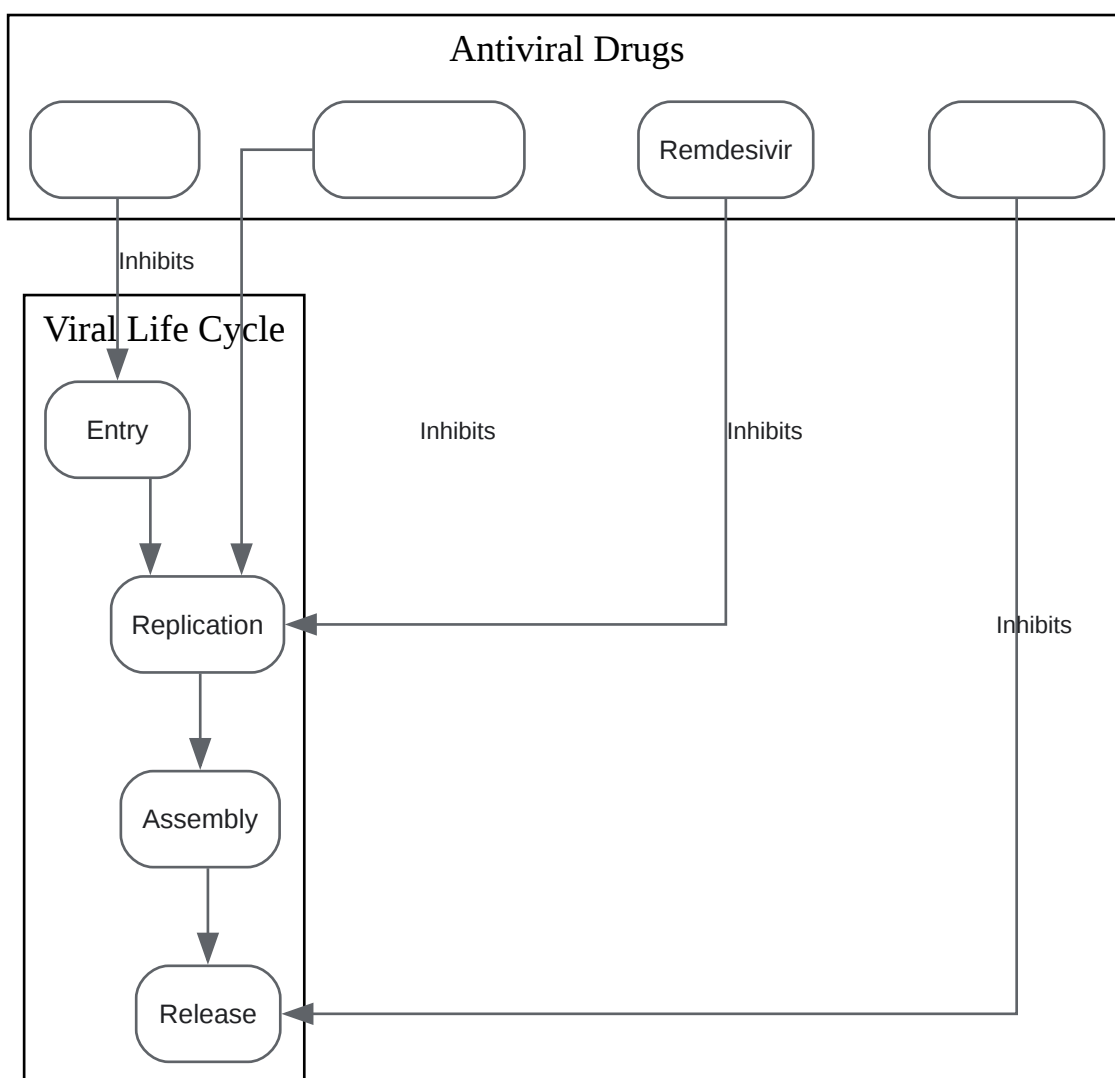 Antiviral Drugs
Remdesivir
Inhibits
Viral Life Cycle
Entry
Inhibits
Inhibits
Replication
Inhibits
Assembly
Release